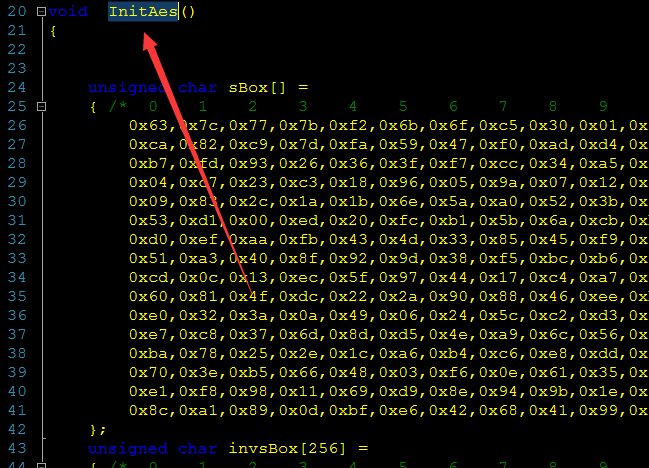 20 void  InitAes()
21 {
22
23
24 unsigned char sBox[] =
25 { /*  0    1    2    3    4    5    6    7    8    9
26 0x63,0x7c,0x77,0x7b,0xf2,0x6b,0x6f,0xc5,0x30,0x01,0x
27 0xca,0x82,0xc9,0x7d,0xfa,0x59,0x47,0xf0,0xad,0xd4,0x
28 0xb7,0xfd,0x93,0x26,0x36,0x3f,0xf7,0xcc,0x34,0xa5,0x
29 0x04,0xc7,0x23,0xc3,0x18,0x96,0x05,0x9a,0x07,0x12,0x
30 0x09,0x83,0x2c,0x1a,0x1b,0x6e,0x5a,0xa0,0x52,0x3b,0x
31 0x53,0xd1,0x00,0xed,0x20,0xfc,0xb1,0x5b,0x6a,0xcb,0x
32 0xd0,0xef,0xaa,0xfb,0x43,0x4d,0x33,0x85,0x45,0xf9,0x
33 0x51,0xa3,0x40,0x8f,0x92,0x9d,0x38,0xf5,0xbc,0xb6,0x
34 0xcd,0x0c,0x13,0xec,0x5f,0x97,0x44,0x17,0xc4,0xa7,0x
35 0x60,0x81,0x4f,0xdc,0x22,0x2a,0x90,0x88,0x46,0xee,0x
36 0xe0,0x32,0x3a,0x0a,0x49,0x06,0x24,0x5c,0xc2,0xd3,0x
37 0xe7,0xc8,0x37,0x6d,0x8d,0xd5,0x4e,0xa9,0x6c,0x56,0x
38 0xba,0x78,0x25,0x2e,0x1c,0xa6,0xb4,0xc6,0xe8,0xdd,0x
39 0x70,0x3e,0xb5,0x66,0x48,0x03,0xf6,0x0e,0x61,0x35,0x
40 0xe1,0xf8,0x98,0x11,0x69,0xd9,0x8e,0x94,0x9b,0x1e,0x
41 0x8c,0xa1,0x89,0x0d,0xbf,0xe6,0x42,0x68,0x41,0x99,0x
42 };
43 unsigned char invsBox[256] =
44 { /*  0    1    2    3    4    5    6    7    8    9